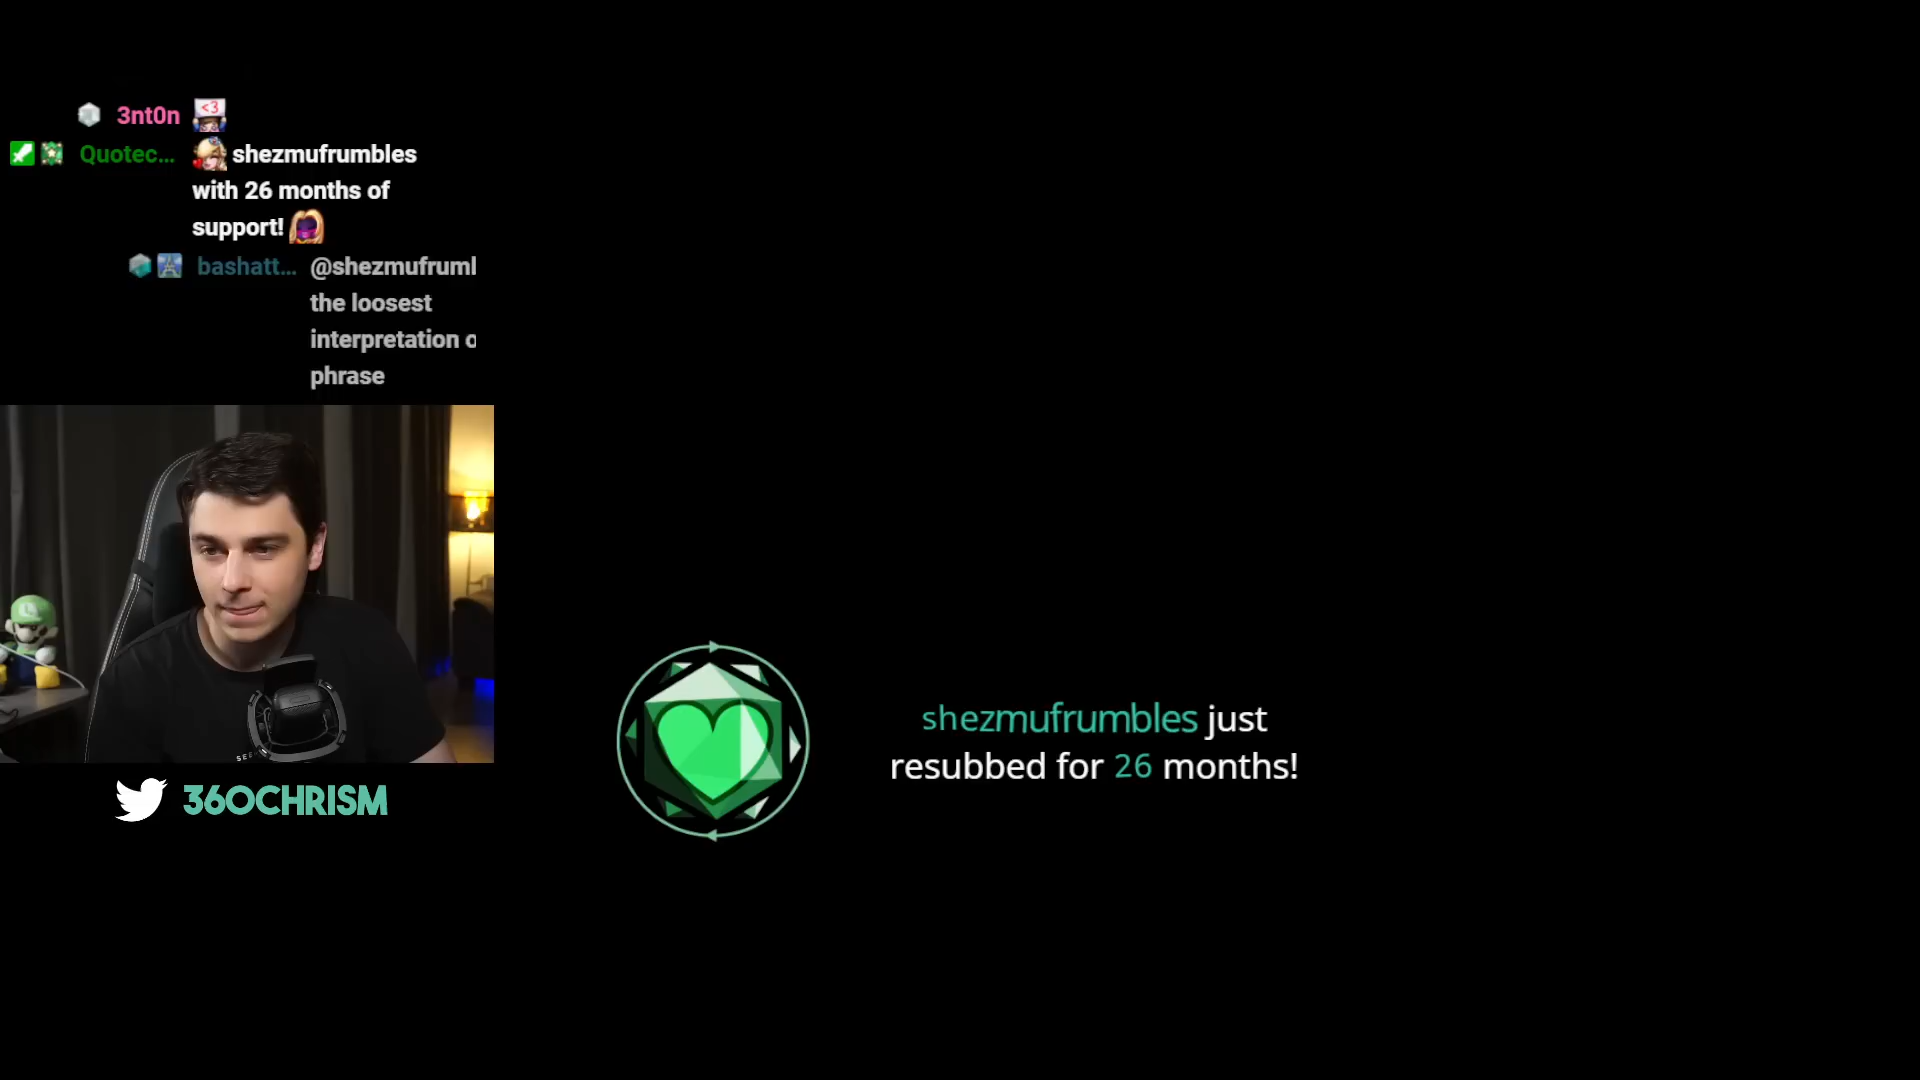 3nt0n <3
Quotec... shezmufrumbles
with 26 months of
support!
bashatt... @shezmufruml
the loosest
interpretation o
phrase
shezmufrumbles just
resubbed for 26 months!
360CHRISM